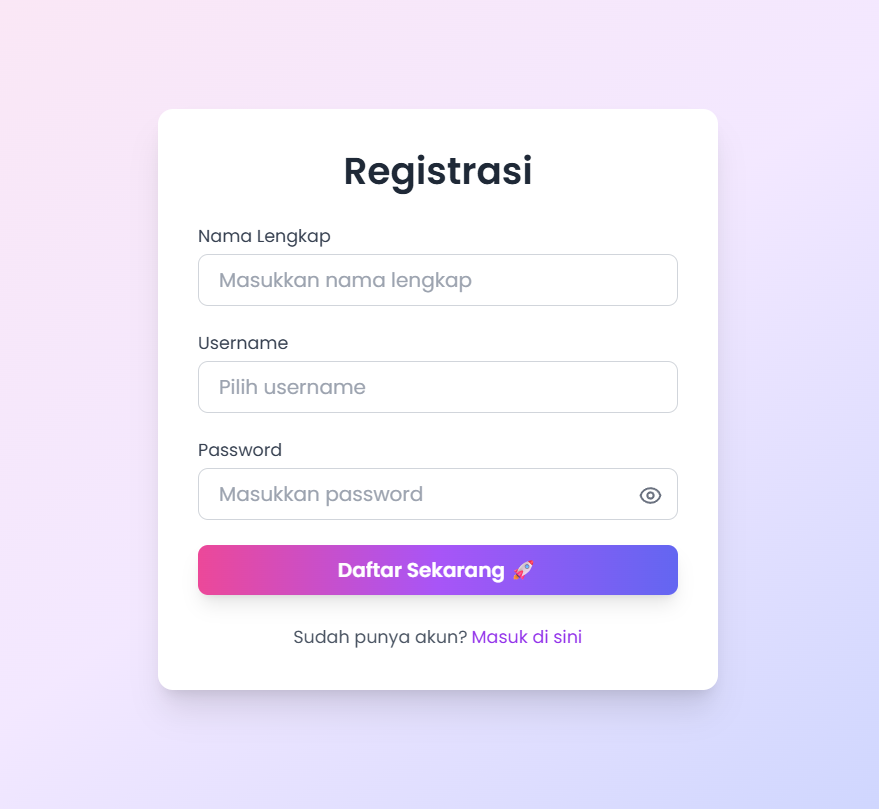 Registrasi
Nama Lengkap
Masukkan nama lengkap
Username
Pilih username
Password
Masukkan password
Daftar Sekarang 🚀
Sudah punya akun? Masuk di sini